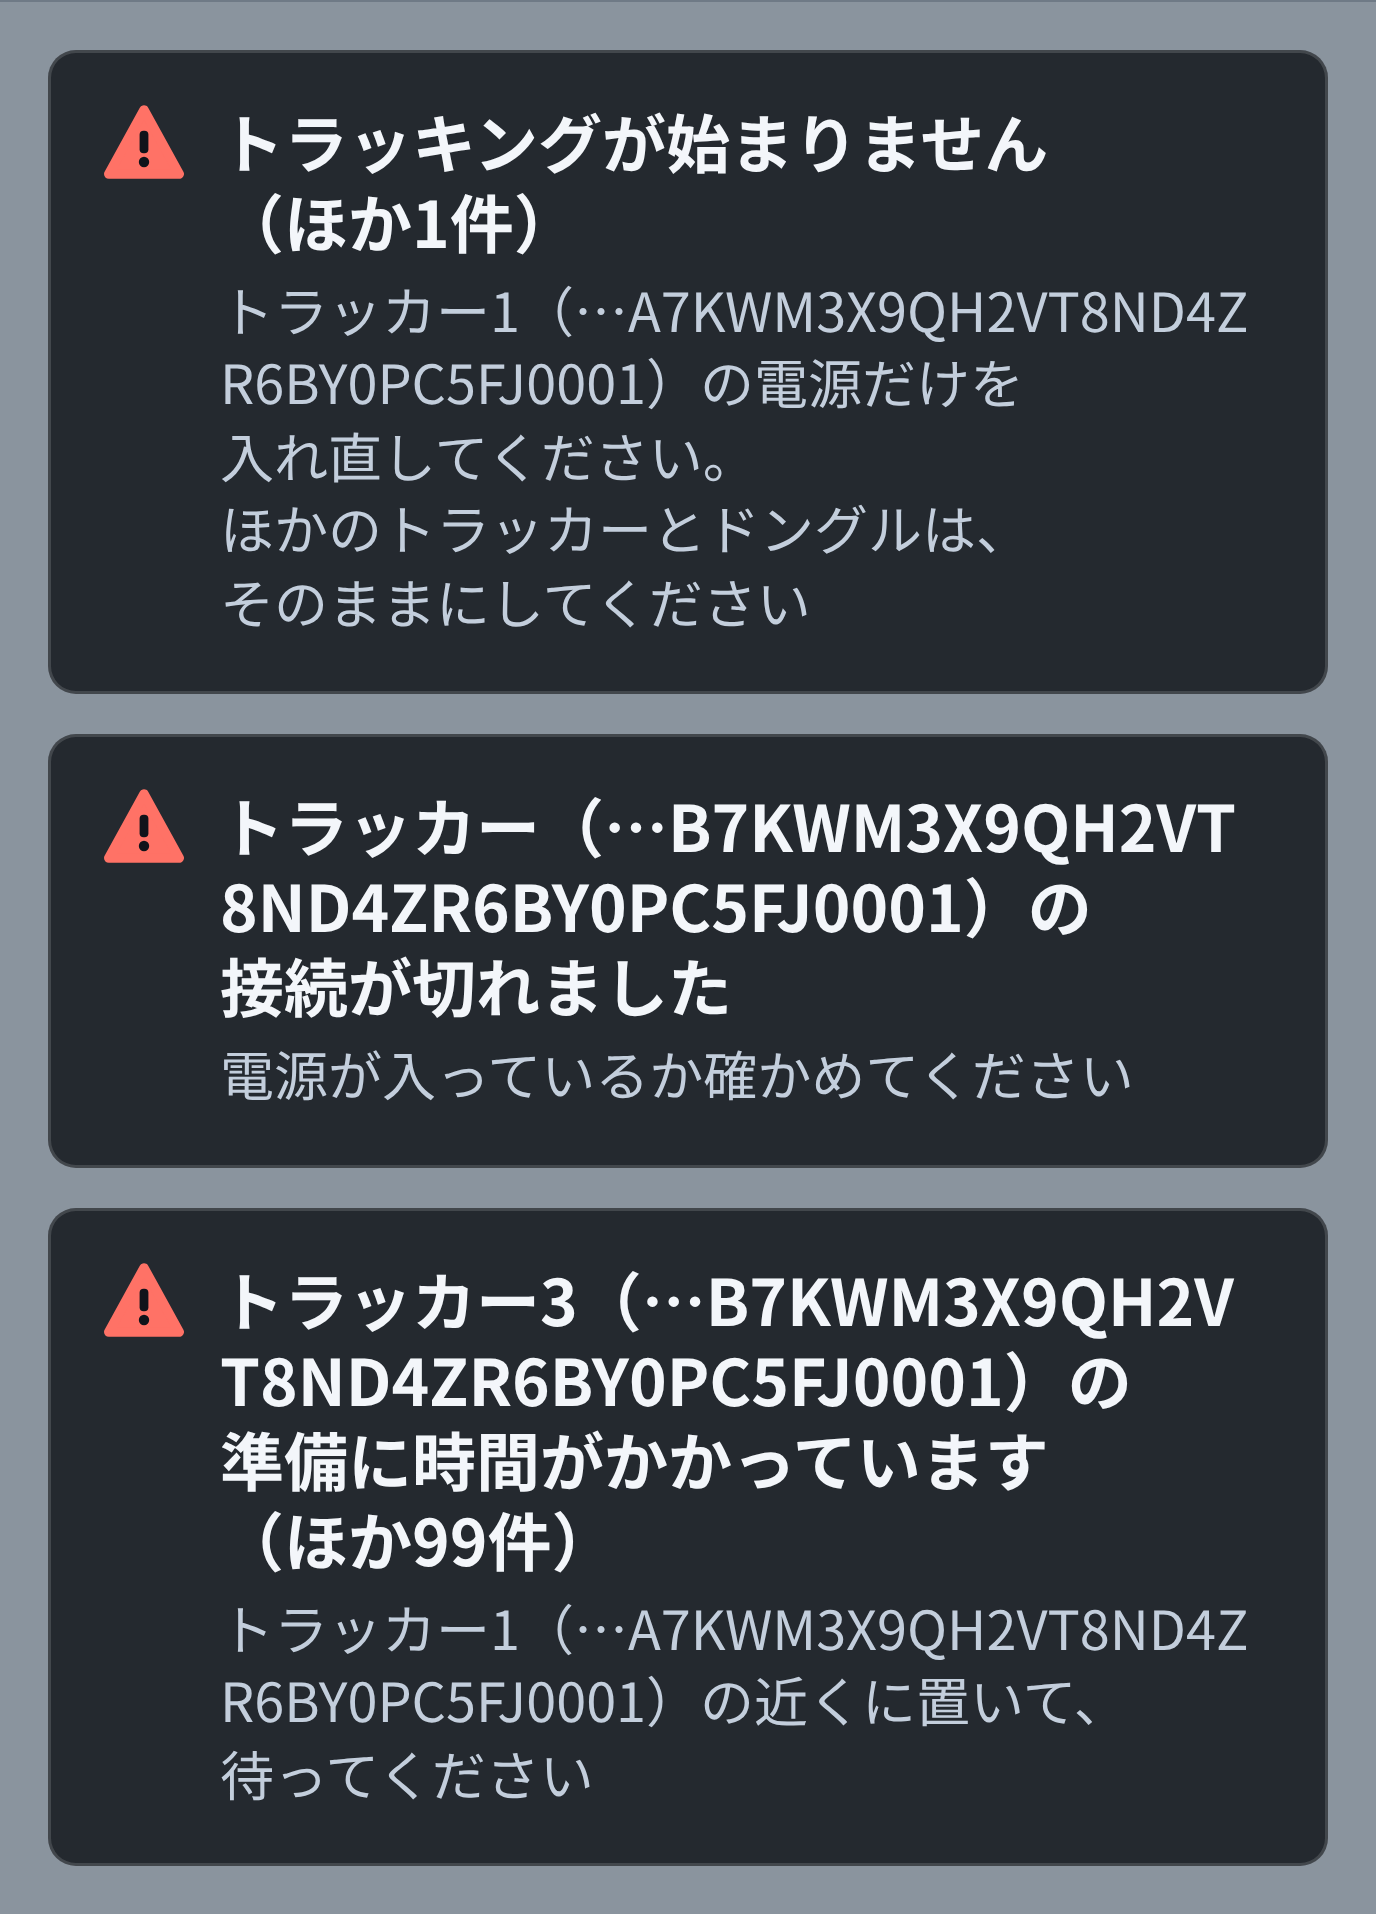 トラッキングが始まりません
（ほか1件）
トラッカー1（…A7KWM3X9QH2VT8ND4Z
R6BY0PC5FJ0001）の電源だけを
入れ直してください。
ほかのトラッカーとドングルは、
そのままにしてください
トラッカー（…B7KWM3X9QH2VT
8ND4ZR6BY0PC5FJ0001）の
接続が切れました
電源が入っているか確かめてください
トラッカー3（…B7KWM3X9QH2V
T8ND4ZR6BY0PC5FJ0001）の
準備に時間がかかっています
（ほか99件）
トラッカー1（…A7KWM3X9QH2VT8ND4Z
R6BY0PC5FJ0001）の近くに置いて、
待ってください